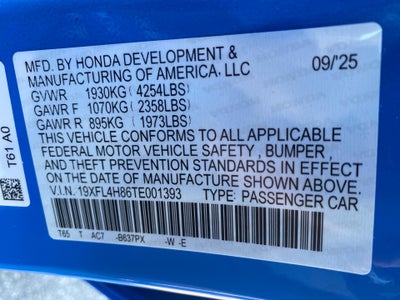 MFD. BY HONDA DEVELOPMENT &
MANUFACTURING OF AMERICA, LLC 09/'25
GVWR 1930KG (4254LBS)
GAWR F 1070KG (2358LBS)
GAWR R 895KG (1973LBS)
THIS VEHICLE CONFORMS TO ALL APPLICABLE
FEDERAL MOTOR VEHICLE SAFETY, BUMPER,
AND THEFT PREVENTION STANDARDS IN EFFECT
ON THE DATE OF MANUFACTURE SHOWN ABOVE.
V.I.N. 19XFL4H86TE001393 TYPE: PASSENGER CAR
T65 T AC7 -B637PX -W -E
T61 A0